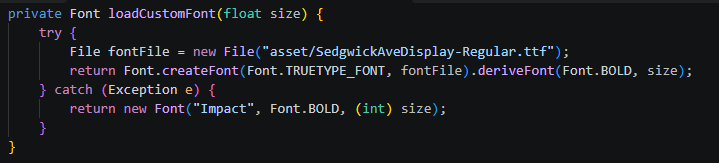 private Font loadCustomFont(float size) {
    try {
        File fontFile = new File("asset/SedgwickAveDisplay-Regular.ttf");
        return Font.createFont(Font.TRUETYPE_FONT, fontFile).deriveFont(Font.BOLD, size);
    } catch (Exception e) {
        return new Font("Impact", Font.BOLD, (int) size);
    }
}